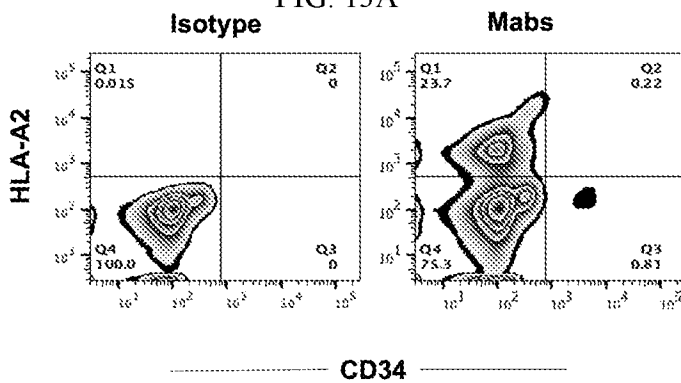 FIG. 13A
Isotype
Mabs
HLA-A2
Q1
0.015
Q2
0
Q4
100.0
Q3
0
Q1
23.7
Q2
0.22
Q4
75.3
Q3
0.81
CD34